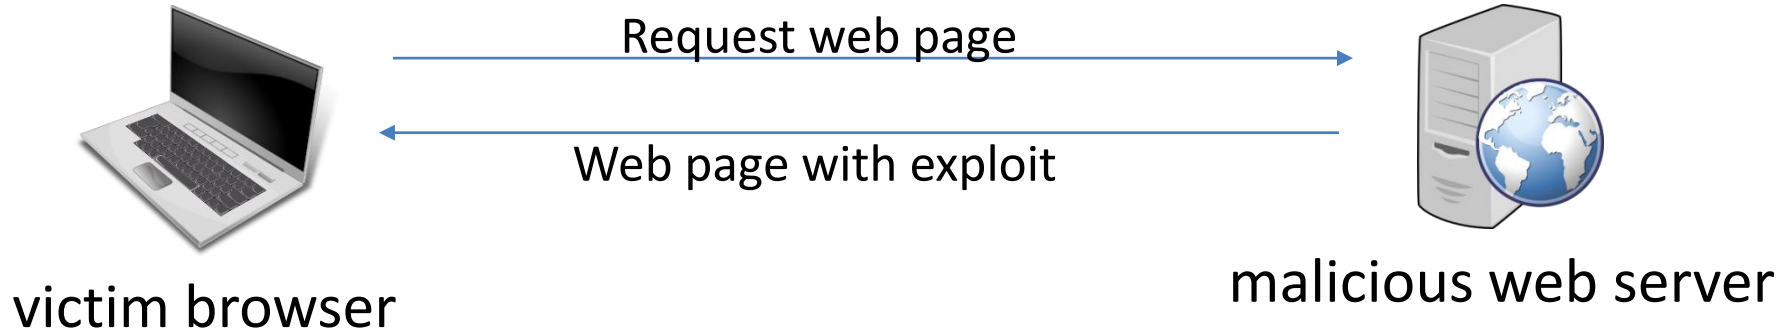 Request web page
Web page with exploit
victim browser
malicious web server